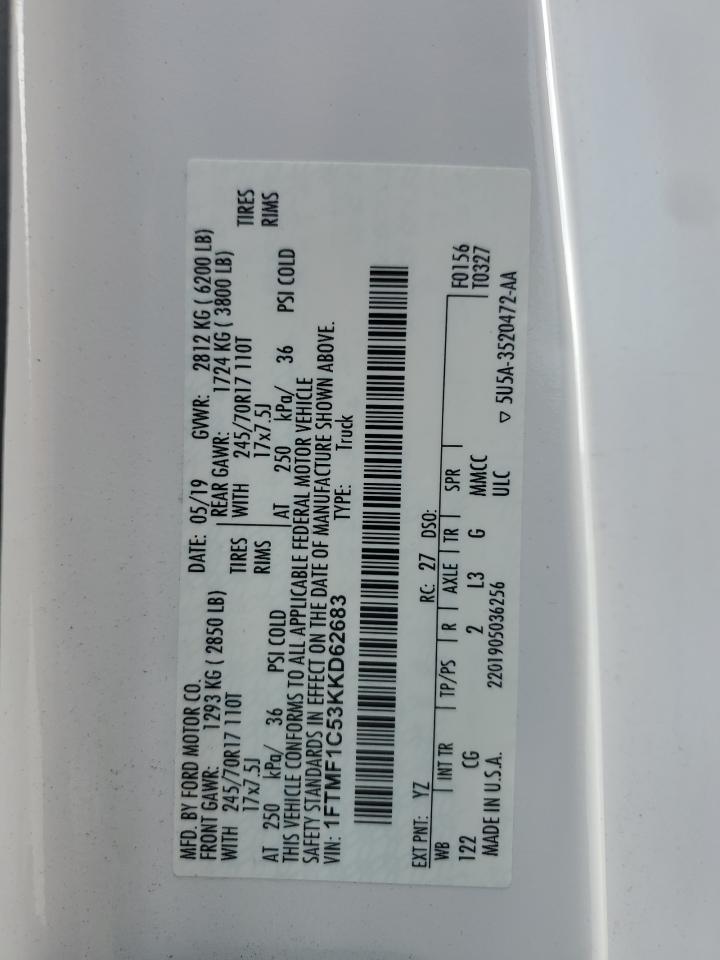 MFD. BY FORD MOTOR CO.
DATE: 05/19 GVWR: 2812 KG ( 6200 LB)
FRONT GAWR: 1293 KG ( 2850 LB)
REAR GAWR: 1724 KG ( 3800 LB)
WITH 245/70R17 110T TIRES
WITH 245/70R17 110T TIRES
17x7.5J RIMS
17x7.5J RIMS
AT 250 kPa/ 36 PSI COLD
AT 250 kPa/ 36 PSI COLD
THIS VEHICLE CONFORMS TO ALL APPLICABLE FEDERAL MOTOR VEHICLE
SAFETY STANDARDS IN EFFECT ON THE DATE OF MANUFACTURE SHOWN ABOVE.
VIN: 1FTMF1C53KKD62683 TYPE: Truck
EXT PNT: YZ RC: 27 DSO:
WB INT TR TP/PS R AXLE TR SPR F0156
122 CG 2 L3 G MMCC T0327
MADE IN U.S.A. 2201905036256 ULC ▽ 5U5A-3520472-AA